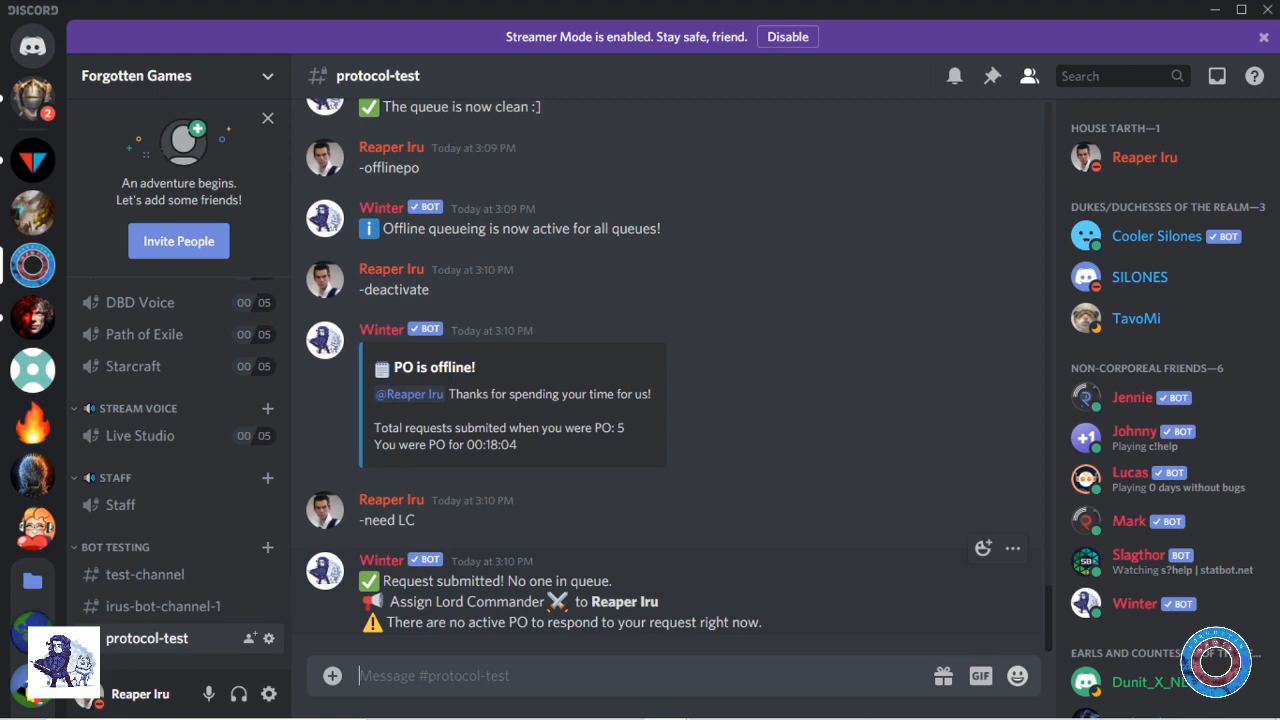 DISCORD
Streamer Mode is enabled. Stay safe, friend. Disable
Forgotten Games
protocol-test
Search
2
An adventure begins.
Let's add some friends!
Invite People
DBD Voice 00 05
Path of Exile 00 05
Starcraft 00 05
STREAM VOICE
Live Studio 00 05
STAFF
Staff
BOT TESTING
test-channel
irus-bot-channel-1
protocol-test
Reaper Iru
The queue is now clean :]
Reaper Iru Today at 3:09 PM
-offlinepo
Winter BOT Today at 3:09 PM
Offline queueing is now active for all queues!
Reaper Iru Today at 3:10 PM
-deactivate
Winter BOT Today at 3:10 PM
PO is offline!
@Reaper Iru Thanks for spending your time for us!
Total requests submited when you were PO: 5
You were PO for 00:18:04
Reaper Iru Today at 3:10 PM
-need LC
Winter BOT Today at 3:10 PM
Request submitted! No one in queue.
Assign Lord Commander to Reaper Iru
There are no active PO to respond to your request right now.
Message #protocol-test
GIF
HOUSE TARTH—1
Reaper Iru
DUKES/DUCHESSES OF THE REALM—3
Cooler Silones BOT
SILONES
TavoMi
NON-CORPOREAL FRIENDS—6
Jennie BOT
+1
Johnny BOT
Playing c!help
Lucas BOT
Playing 0 days without bugs
Mark BOT
SB
Slagthor BOT
Watching s?help | statbot.net
Winter BOT
EARLS AND COUNTES